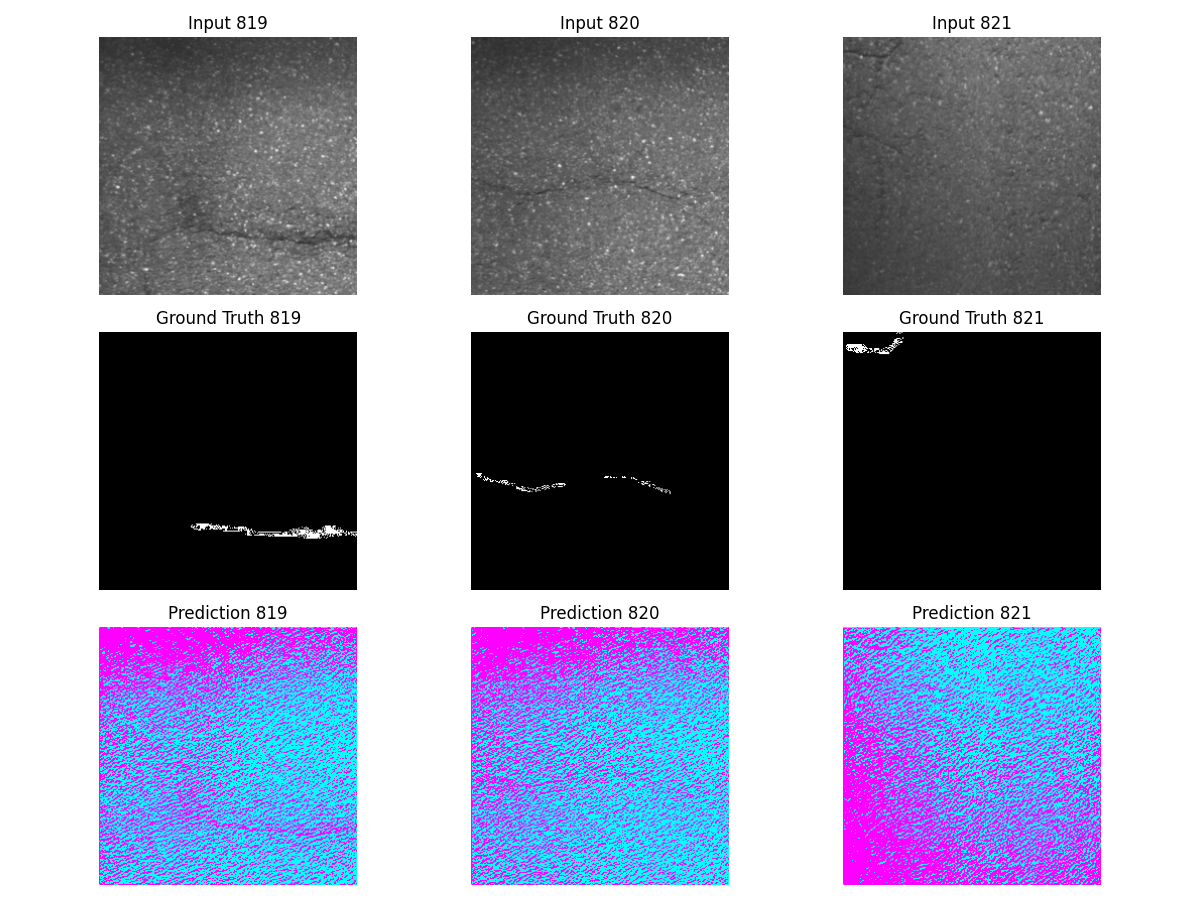 Input 819
Input 820
Input 821
Ground Truth 819
Ground Truth 820
Ground Truth 821
Prediction 819
Prediction 820
Prediction 821